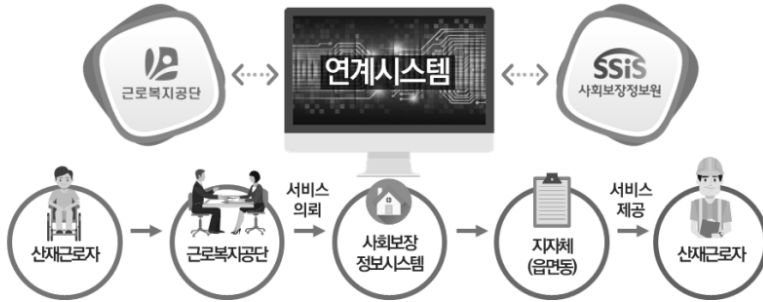 연계시스템
근로복지공단
SSiS
사회보장정보원
산재근로자
근로복지공단
서비스
의뢰
사회보장
정보시스템
지자체
(읍면동)
서비스
제공
산재근로자